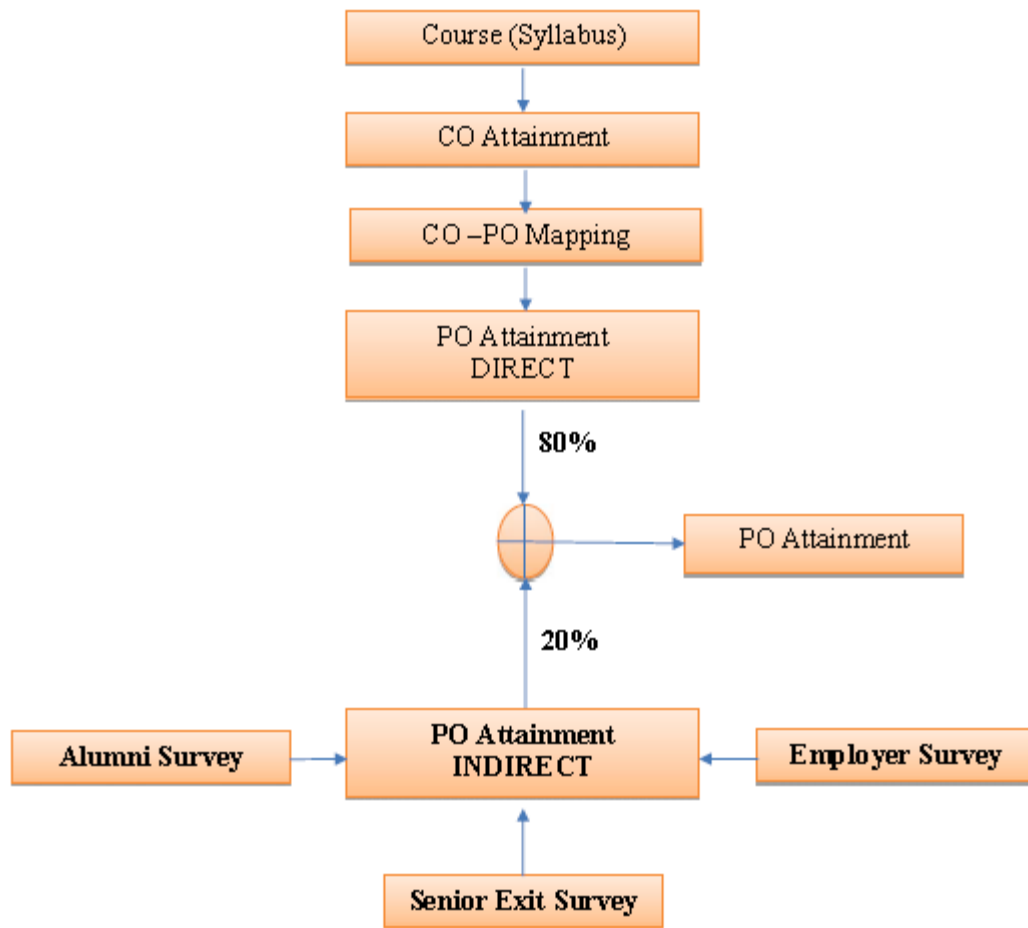 Course (Syllabus)
CO Attainment
CO –PO Mapping
PO Attainment
DIRECT
80%
PO Attainment
20%
PO Attainment
INDIRECT
Alumni Survey
Employer Survey
Senior Exit Survey